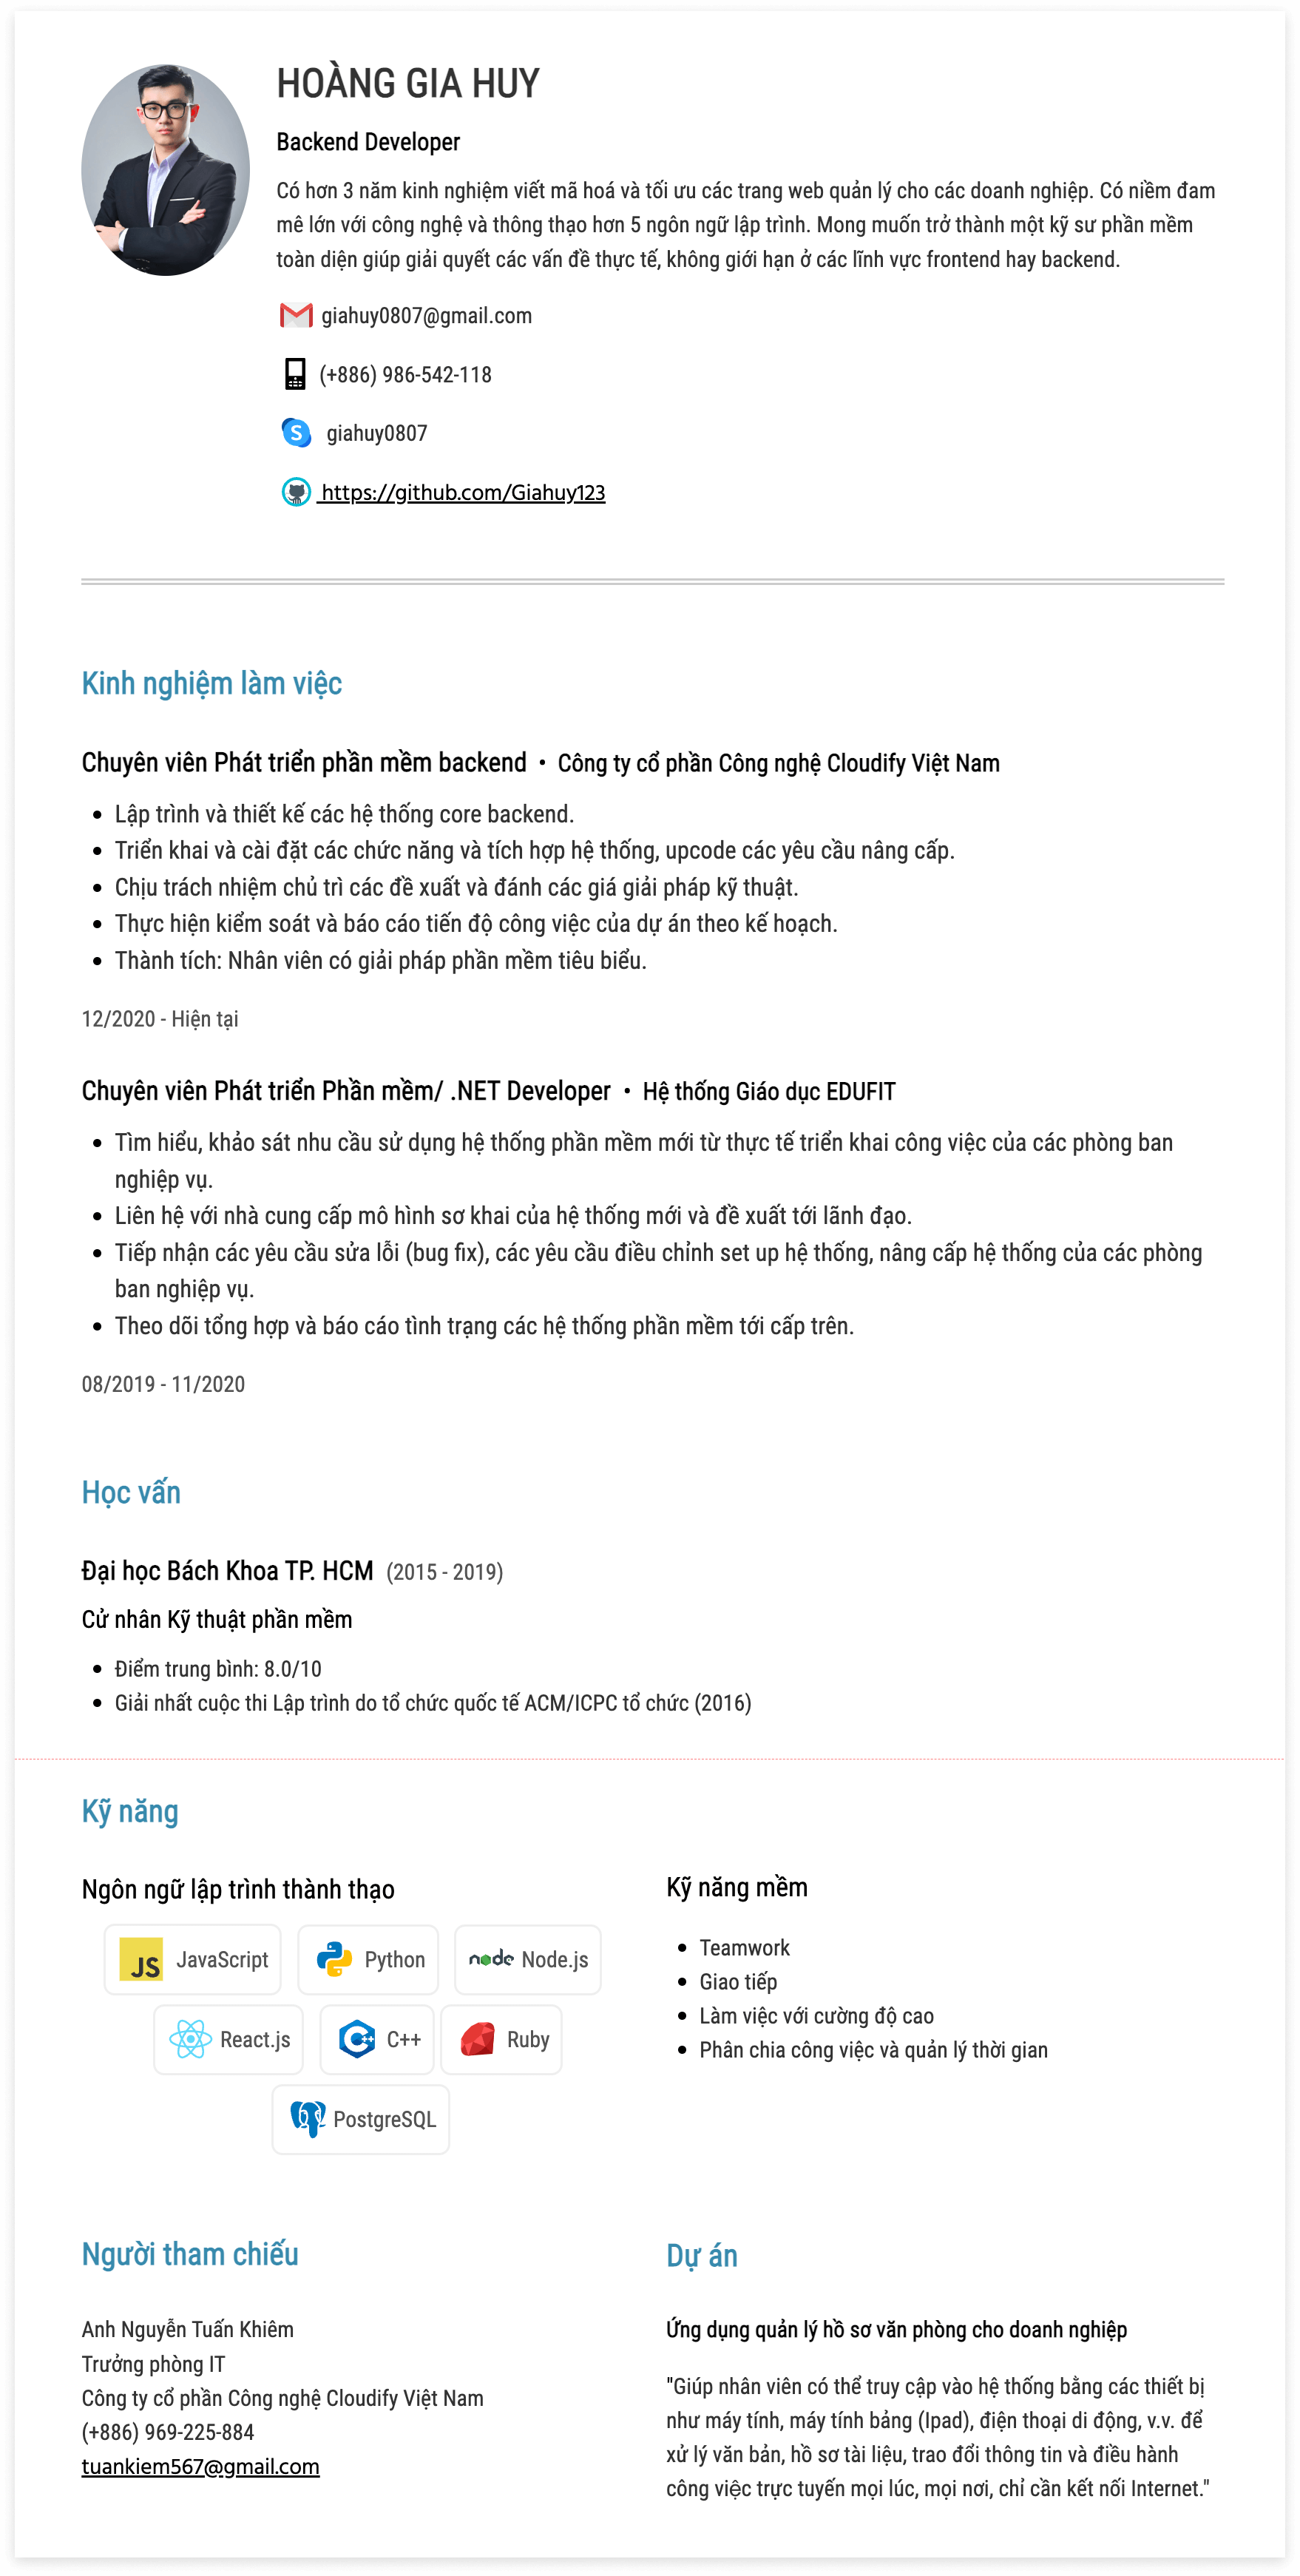 HOÀNG GIA HUY
Backend Developer
Có hơn 3 năm kinh nghiệm viết mã hoá và tối ưu các trang web quản lý cho các doanh nghiệp. Có niềm đam
mê lớn với công nghệ và thông thạo hơn 5 ngôn ngữ lập trình. Mong muốn trở thành một kỹ sư phần mềm
toàn diện giúp giải quyết các vấn đề thực tế, không giới hạn ở các lĩnh vực frontend hay backend.
giahuy0807@gmail.com
(+886) 986-542-118
S giahuy0807
https://github.com/Giahuy123
Kinh nghiệm làm việc
Chuyên viên Phát triển phần mềm backend • Công ty cổ phần Công nghệ Cloudify Việt Nam
• Lập trình và thiết kế các hệ thống core backend.
• Triển khai và cài đặt các chức năng và tích hợp hệ thống, upcode các yêu cầu nâng cấp.
• Chịu trách nhiệm chủ trì các đề xuất và đánh các giá giải pháp kỹ thuật.
• Thực hiện kiểm soát và báo cáo tiến độ công việc của dự án theo kế hoạch.
• Thành tích: Nhân viên có giải pháp phần mềm tiêu biểu.
12/2020 - Hiện tại
Chuyên viên Phát triển Phần mềm/ .NET Developer • Hệ thống Giáo dục EDUFIT
• Tìm hiểu, khảo sát nhu cầu sử dụng hệ thống phần mềm mới từ thực tế triển khai công việc của các phòng ban
nghiệp vụ.
• Liên hệ với nhà cung cấp mô hình sơ khai của hệ thống mới và đề xuất tới lãnh đạo.
• Tiếp nhận các yêu cầu sửa lỗi (bug fix), các yêu cầu điều chỉnh set up hệ thống, nâng cấp hệ thống của các phòng
ban nghiệp vụ.
• Theo dõi tổng hợp và báo cáo tình trạng các hệ thống phần mềm tới cấp trên.
08/2019 - 11/2020
Học vấn
Đại học Bách Khoa TP. HCM (2015 - 2019)
Cử nhân Kỹ thuật phần mềm
• Điểm trung bình: 8.0/10
• Giải nhất cuộc thi Lập trình do tổ chức quốc tế ACM/ICPC tổ chức (2016)
Kỹ năng
Ngôn ngữ lập trình thành thạo
JS JavaScript Python node Node.js
React.js C++ C++ Ruby
PostgreSQL
Kỹ năng mềm
• Teamwork
• Giao tiếp
• Làm việc với cường độ cao
• Phân chia công việc và quản lý thời gian
Người tham chiếu
Anh Nguyễn Tuấn Khiêm
Trưởng phòng IT
Công ty cổ phần Công nghệ Cloudify Việt Nam
(+886) 969-225-884
tuankiem567@gmail.com
Dự án
Ứng dụng quản lý hồ sơ văn phòng cho doanh nghiệp
"Giúp nhân viên có thể truy cập vào hệ thống bằng các thiết bị
như máy tính, máy tính bảng (Ipad), điện thoại di động, v.v. để
xử lý văn bản, hồ sơ tài liệu, trao đổi thông tin và điều hành
công việc trực tuyến mọi lúc, mọi nơi, chỉ cần kết nối Internet."